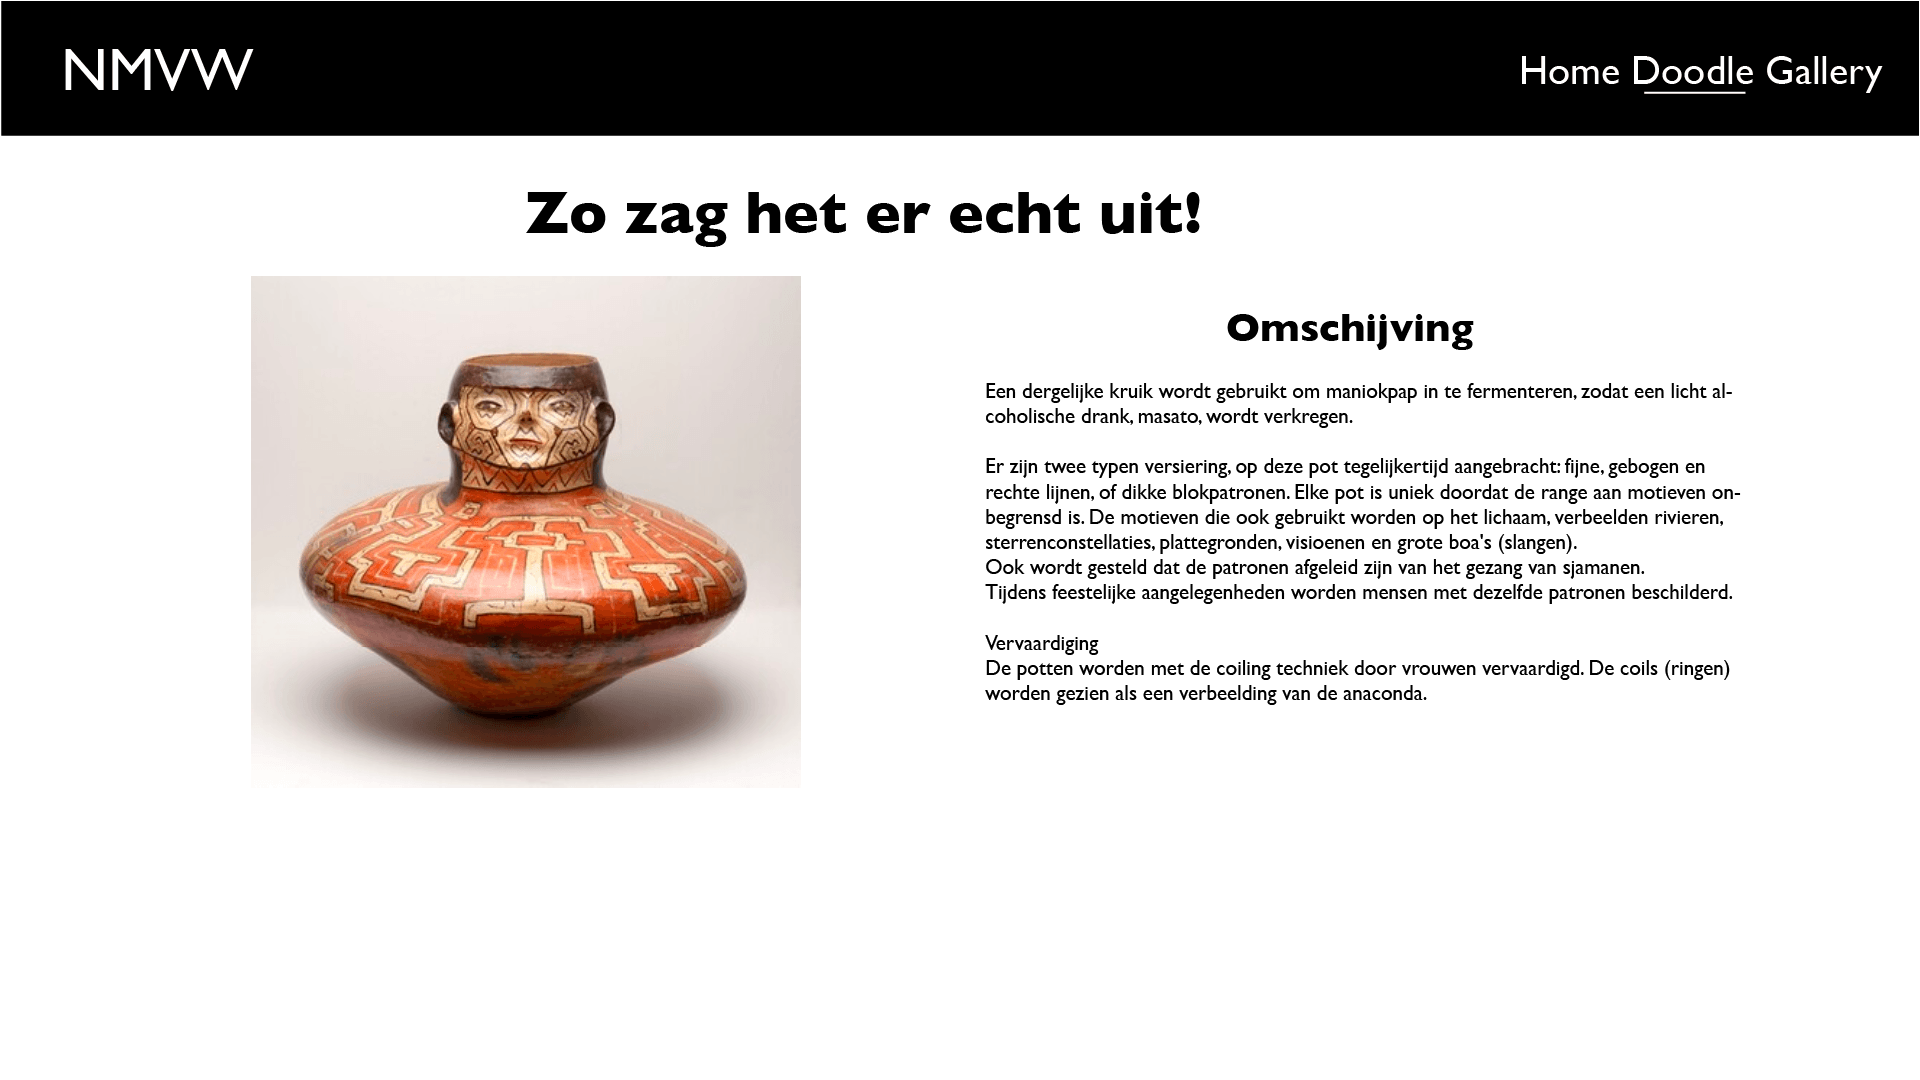 NMVW
Home Doodle Gallery
Zo zag het er echt uit!
Omschijving
Een dergelijke kruik wordt gebruikt om maniokpap in te fermenteren, zodat een licht al-
coholische drank, masato, wordt verkregen.
Er zijn twee typen versiering, op deze pot tegelijkertijd aangebracht: fijne, gebogen en
rechte lijnen, of dikke blokpatronen. Elke pot is uniek doordat de range aan motieven on-
begrensd is. De motieven die ook gebruikt worden op het lichaam, verbeelden rivieren,
sterrenconstellaties, plattegronden, visioenen en grote boa's (slangen).
Ook wordt gesteld dat de patronen afgeleid zijn van het gezang van sjamanen.
Tijdens feestelijke aangelegenheden worden mensen met dezelfde patronen beschilderd.
Vervaardiging
De potten worden met de coiling techniek door vrouwen vervaardigd. De coils (ringen)
worden gezien als een verbeelding van de anaconda.